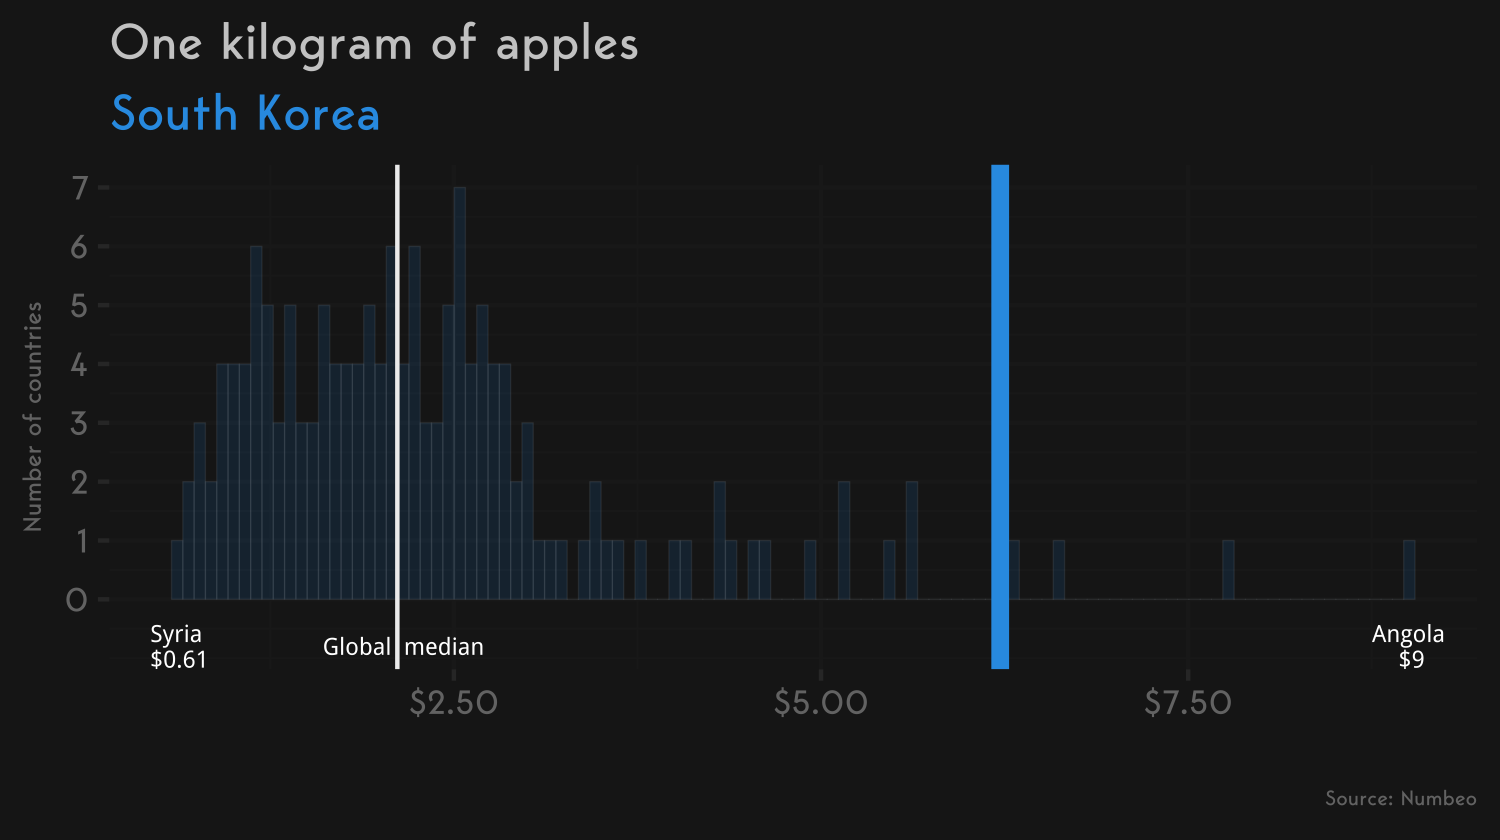 One kilogram of apples
South Korea
Number of countries
7
6
5
4
3
2
1
0
Syria
$0.61
Global median
Angola
$9
$2.50
$5.00
$7.50
Source: Numbeo